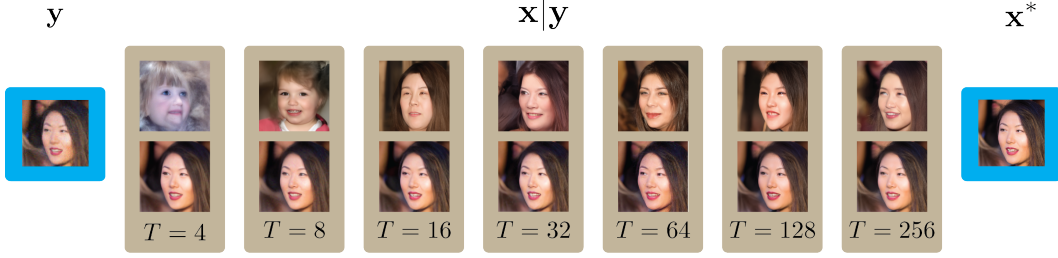 y
x|y
x*
T = 4
T = 8
T = 16
T = 32
T = 64
T = 128
T = 256